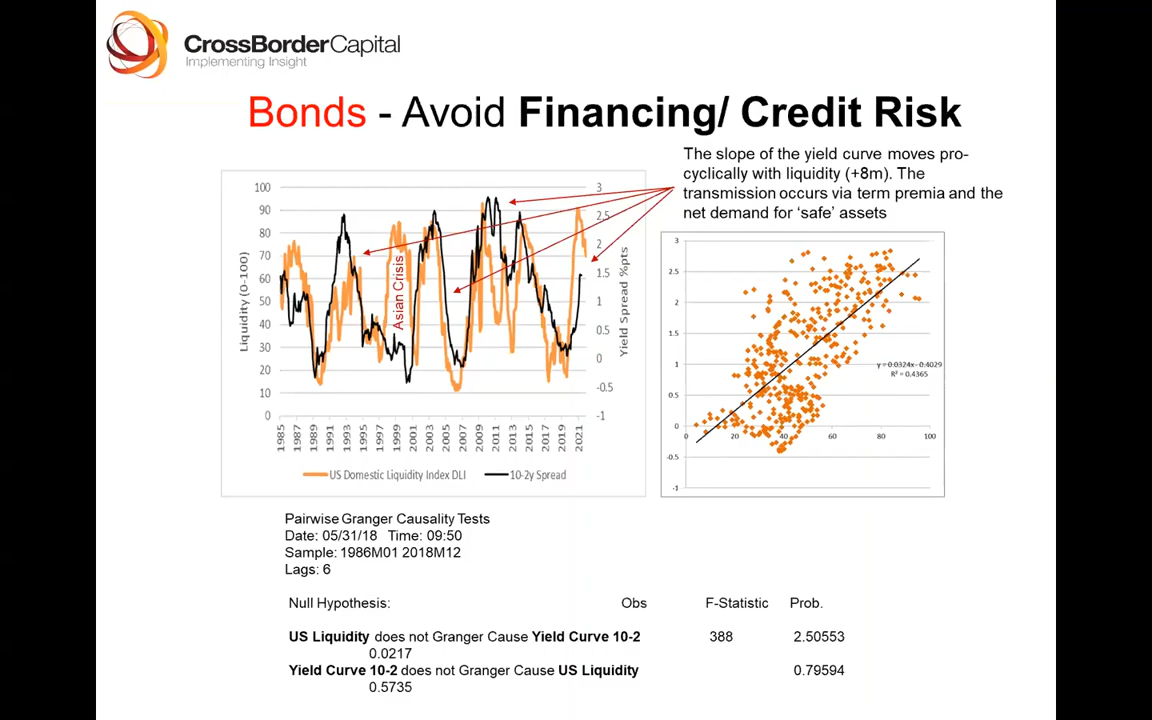 CrossBorderCapital
Implementing Insight
Bonds - Avoid Financing/ Credit Risk
The slope of the yield curve moves pro-
cyclically with liquidity (+8m). The
transmission occurs via term premia and the
net demand for ‘safe’ assets
100
90
80
70
60
50
40
30
20
10
0
Liquidity (0-100)
3
2.5
2
1.5
1
0.5
0
-0.5
-1
Yield Spread %pts
Asian Crisis
1985
1987
1989
1991
1993
1995
1997
1999
2001
2003
2005
2007
2009
2011
2013
2015
2017
2019
2021
US Domestic Liquidity Index DLI
10-2y Spread
3
2.5
2
1.5
1
0.5
0
-0.5
-1
0
20
40
60
80
100
y = 0.0324x - 0.4029
R² = 0.4365
Pairwise Granger Causality Tests
Date: 05/31/18 Time: 09:50
Sample: 1986M01 2018M12
Lags: 6
Null Hypothesis: Obs F-Statistic Prob.
US Liquidity does not Granger Cause Yield Curve 10-2 388 2.50553
0.0217
Yield Curve 10-2 does not Granger Cause US Liquidity 0.79594
0.5735